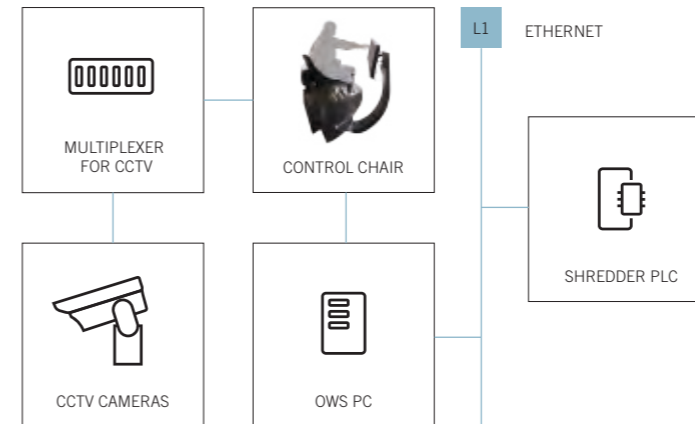 L1
ETHERNET
MULTIPLEXER
FOR CCTV
CONTROL CHAIR
SHREDDER PLC
CCTV CAMERAS
OWS PC